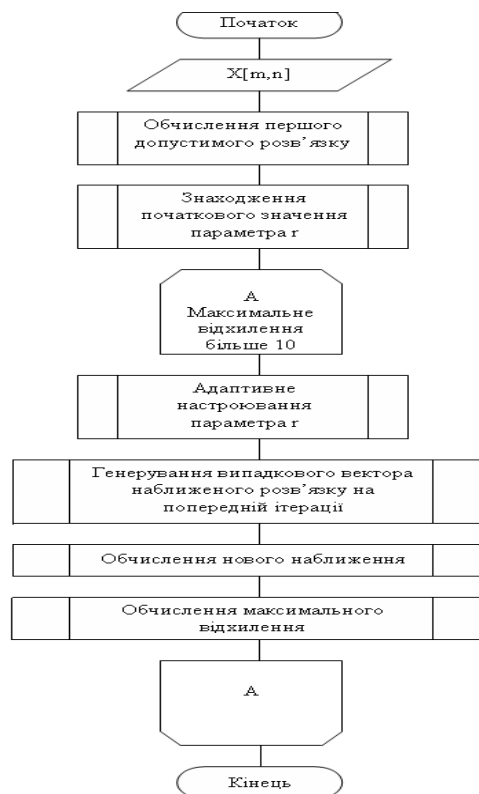 Початок
X[m,n]
Обчислення першого
допустимого розв'язку
Знаходження
початкового значення
параметра r
А
Максимальне
відхилення
більше 10
Адаптивне
настроювання
параметра r
Генерування випадкового вектора
наближеного розв'язку на
попередній ітерації
Обчислення нового наближення
Обчислення максимального
відхилення
А
Кінець